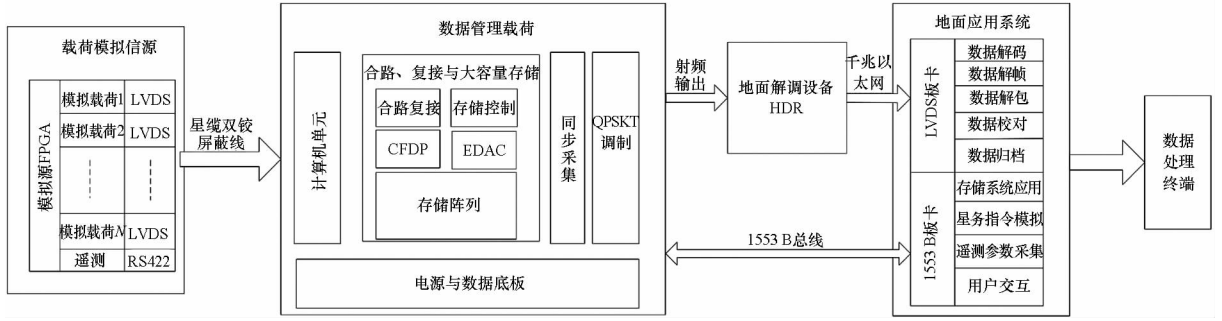 载荷模拟信源
模拟源FPGA
模拟载荷1 LVDS
模拟载荷2 LVDS
模拟载荷N LVDS
遥测 RS422
星缆双铰
屏蔽线
数据管理载荷
计算机单元
合路、复接与大容量存储
合路复接 存储控制
CFDP EDAC
存储阵列
同步采集
QPSKT
调制
电源与数据底板
射频
输出
地面解调设备
HDR
千兆以
太网
1553 B总线
地面应用系统
LVDS板卡
数据解码
数据解帧
数据解包
数据校对
数据归档
1553 B板卡
存储系统应用
星务指令模拟
遥测参数采集
用户交互
数据
处理
终端